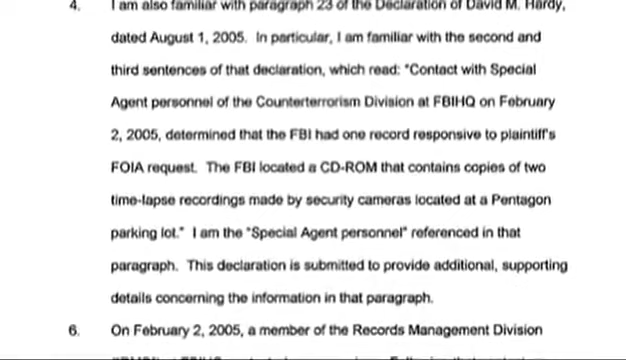 4. I am also familiar with paragraph 23 of the Declaration of David M. Hardy,
dated August 1, 2005. In particular, I am familiar with the second and
third sentences of that declaration, which read: "Contact with Special
Agent personnel of the Counterterrorism Division at FBIHQ on February
2, 2005, determined that the FBI had one record responsive to plaintiff's
FOIA request. The FBI located a CD-ROM that contains copies of two
time-lapse recordings made by security cameras located at a Pentagon
parking lot." I am the "Special Agent personnel" referenced in that
paragraph. This declaration is submitted to provide additional, supporting
details concerning the information in that paragraph.
6. On February 2, 2005, a member of the Records Management Division